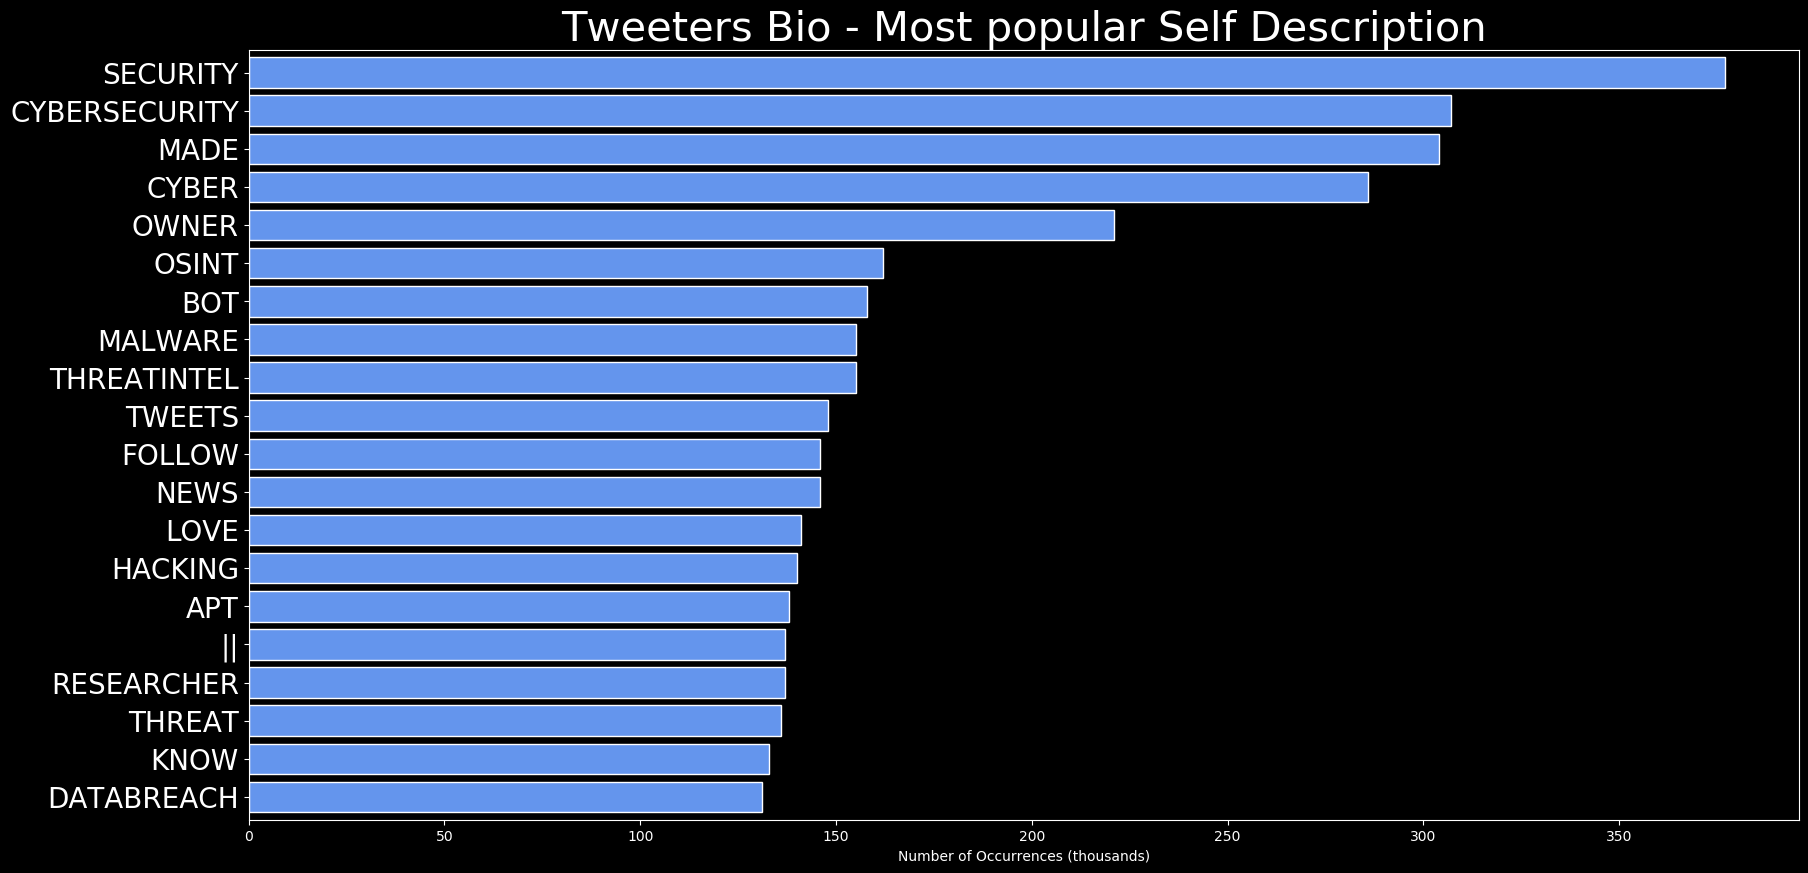 Tweeters Bio - Most popular Self Description
SECURITY
CYBERSECURITY
MADE
CYBER
OWNER
OSINT
BOT
MALWARE
THREATINTEL
TWEETS
FOLLOW
NEWS
LOVE
HACKING
APT
||
RESEARCHER
THREAT
KNOW
DATABREACH
0 50 100 150 200 250 300 350
Number of Occurrences (thousands)